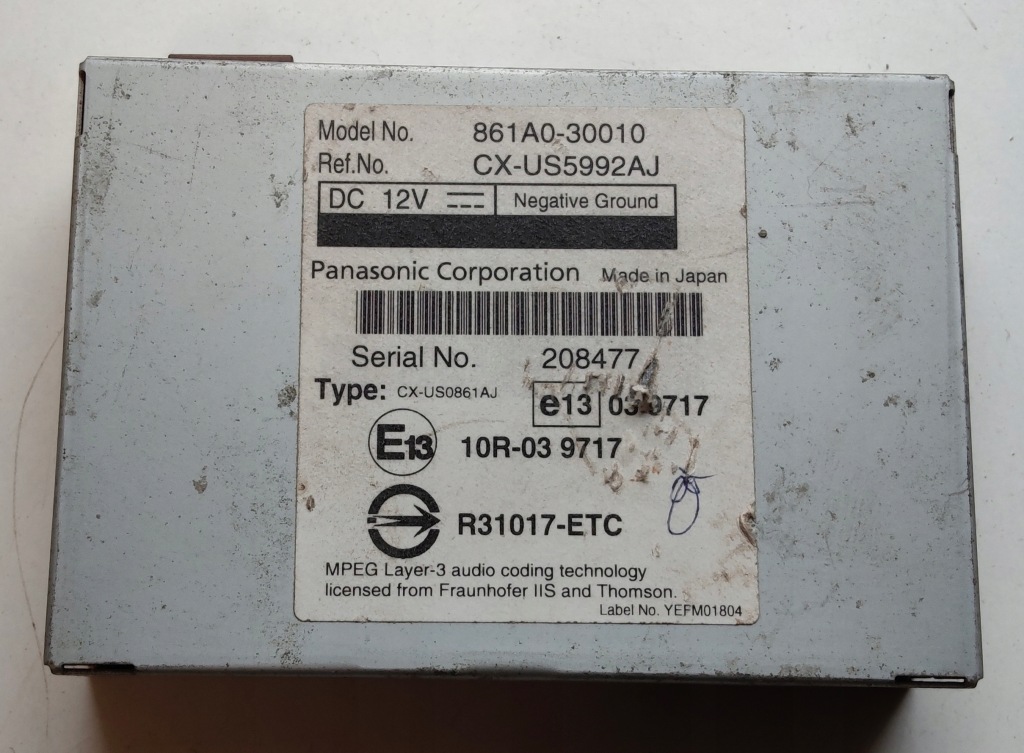 Model No. 861A0-30010
Ref.No. CX-US5992AJ
DC 12V Negative Ground
Panasonic Corporation Made in Japan
Serial No. 208477
Type: CX-US0861AJ e13 03 9717
E13 10R-03 9717
R31017-ETC
MPEG Layer-3 audio coding technology
licensed from Fraunhofer IIS and Thomson.
Label No. YEFM01804